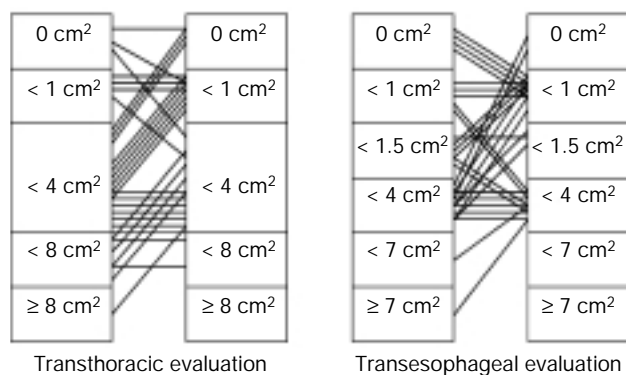 0 cm² 0 cm² 0 cm² 0 cm²
< 1 cm² < 1 cm² < 1 cm² < 1 cm²
< 4 cm² < 4 cm² < 1.5 cm² < 1.5 cm²
< 4 cm² < 4 cm²
< 8 cm² < 8 cm² < 7 cm² < 7 cm²
≥ 8 cm² ≥ 8 cm² ≥ 7 cm² ≥ 7 cm²
Transthoracic evaluation Transesophageal evaluation